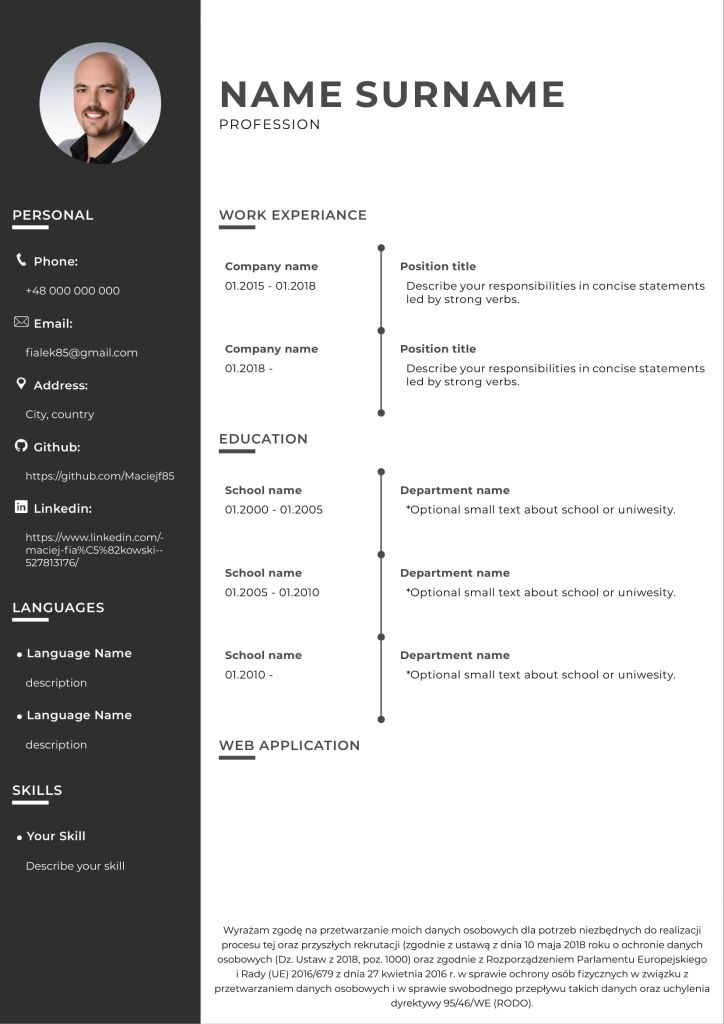 NAME SURNAME
PROFESSION
PERSONAL
Phone:
+48 000 000 000
Email:
fialek85@gmail.com
Address:
City, country
Github:
https://github.com/Maciejf85
Linkedin:
https://www.linkedin.com/-
maciej-fia%C5%82kowski--
527813176/
LANGUAGES
• Language Name
description
• Language Name
description
SKILLS
• Your Skill
Describe your skill
WORK EXPERIANCE
Company name
01.2015 - 01.2018
Position title
Describe your responsibilities in concise statements
led by strong verbs.
Company name
01.2018 -
Position title
Describe your responsibilities in concise statements
led by strong verbs.
EDUCATION
School name
01.2000 - 01.2005
Department name
*Optional small text about school or uniwesity.
School name
01.2005 - 01.2010
Department name
*Optional small text about school or uniwesity.
School name
01.2010 -
Department name
*Optional small text about school or uniwesity.
WEB APPLICATION
Wyrażam zgodę na przetwarzanie moich danych osobowych dla potrzeb niezbędnych do realizacji
procesu tej oraz przyszłych rekrutacji (zgodnie z ustawą z dnia 10 maja 2018 roku o ochronie danych
osobowych (Dz. Ustaw z 2018, poz. 1000) oraz zgodnie z Rozporządzeniem Parlamentu Europejskiego
i Rady (UE) 2016/679 z dnia 27 kwietnia 2016 r. w sprawie ochrony osób fizycznych w związku z
przetwarzaniem danych osobowych i w sprawie swobodnego przepływu takich danych oraz uchylenia
dyrektywy 95/46/WE (RODO).